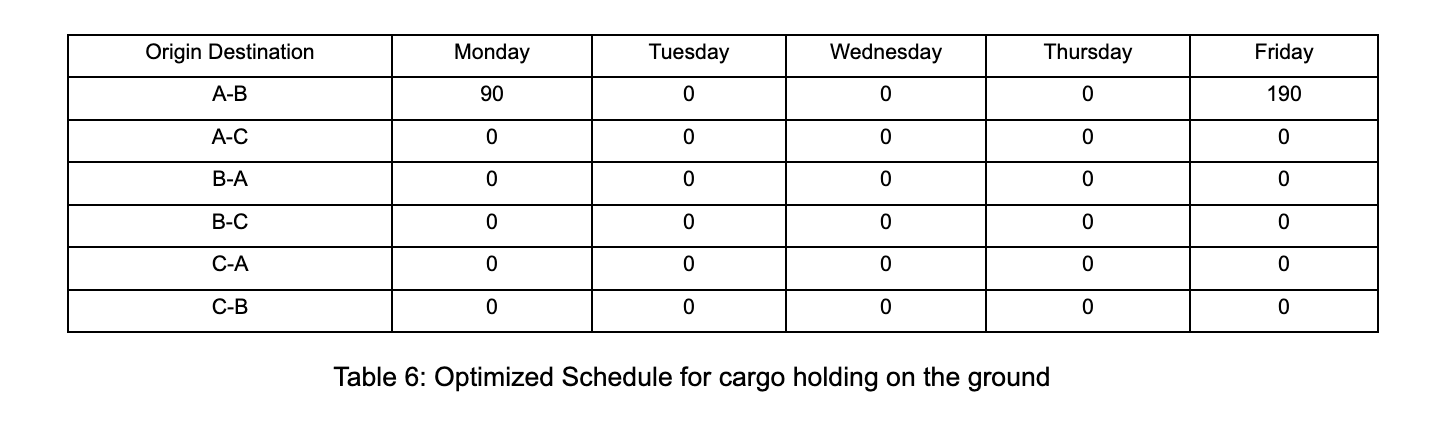 Origin Destination Monday Tuesday Wednesday Thursday Friday
A-B 90 0 0 0 190
A-C 0 0 0 0 0
B-A 0 0 0 0 0
B-C 0 0 0 0 0
C-A 0 0 0 0 0
C-B 0 0 0 0 0
Table 6: Optimized Schedule for cargo holding on the ground